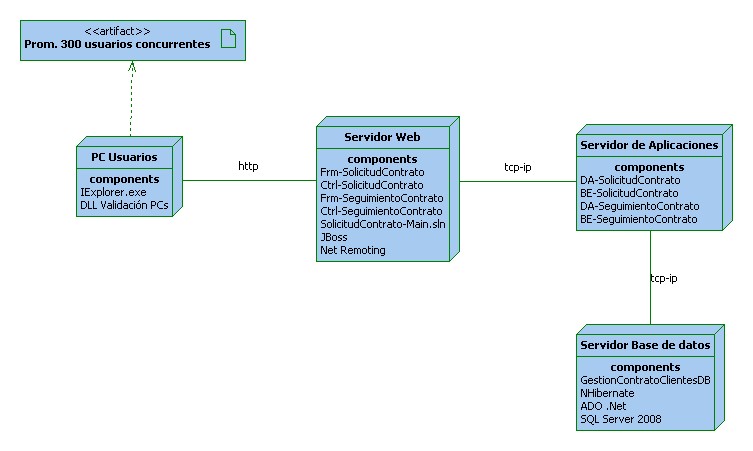 <<artifact>>
Prom. 300 usuarios concurrentes
PC Usuarios
components
IExplorer.exe
DLL Validación PCs
http
Servidor Web
components
Frm-SolicitudContrato
Ctrl-SolicitudContrato
Frm-SeguimientoContrato
Ctrl-SeguimientoContrato
SolicitudContrato-Main.sln
JBoss
Net Remoting
tcp-ip
Servidor de Aplicaciones
components
DA-SolicitudContrato
BE-SolicitudContrato
DA-SeguimientoContrato
BE-SeguimientoContrato
tcp-ip
Servidor Base de datos
components
GestionContratoClientesDB
NHibernate
ADO .Net
SQL Server 2008